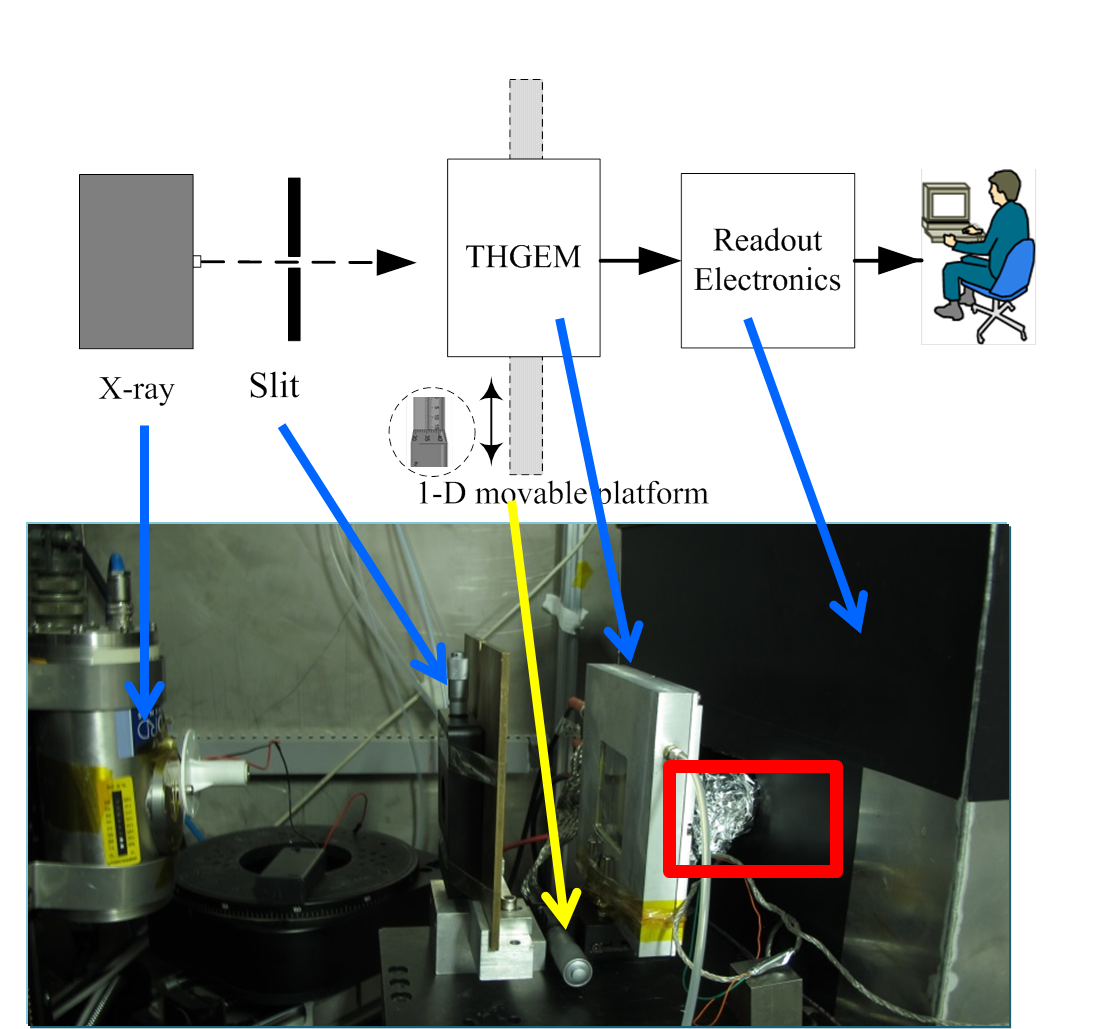 THGEM
Readout
Electronics
X-ray
Slit
1-D movable platform